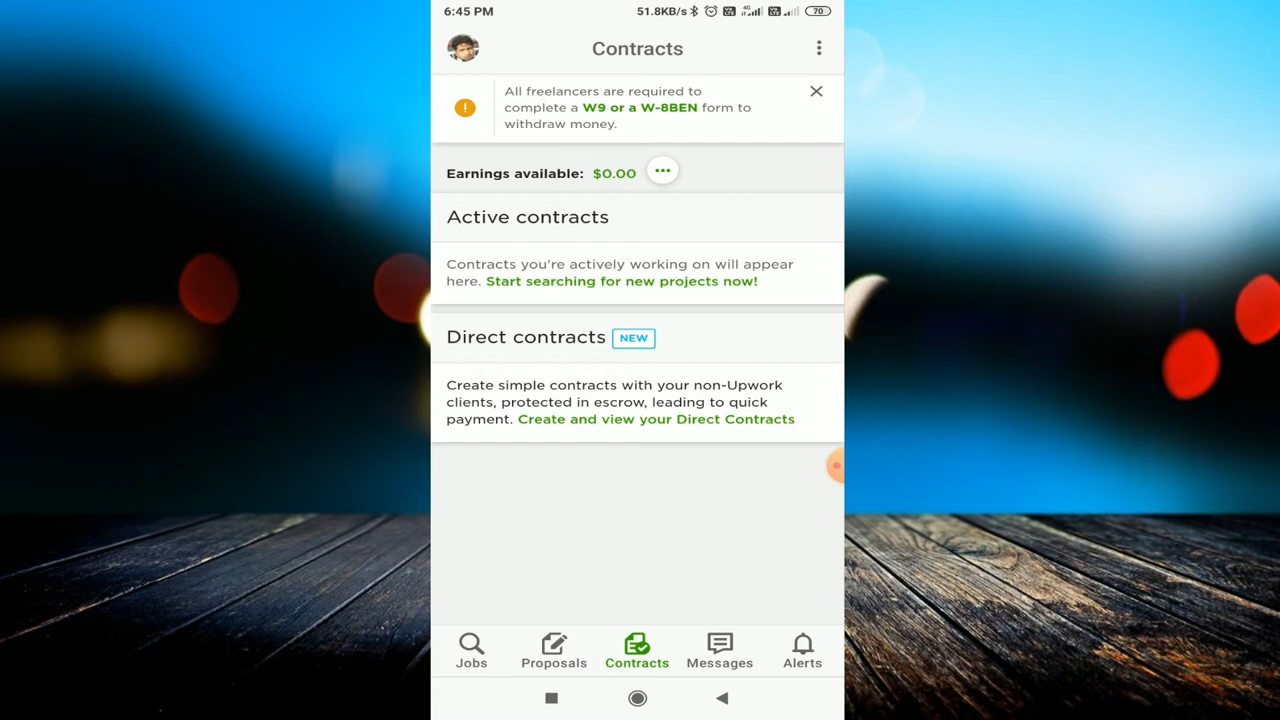 6:45 PM 51.8KB/s 4G 70
Contracts
All freelancers are required to
complete a W9 or a W-8BEN form to
withdraw money.
Earnings available: $0.00
Active contracts
Contracts you're actively working on will appear
here. Start searching for new projects now!
Direct contracts NEW
Create simple contracts with your non-Upwork
clients, protected in escrow, leading to quick
payment. Create and view your Direct Contracts
Jobs Proposals Contracts Messages Alerts